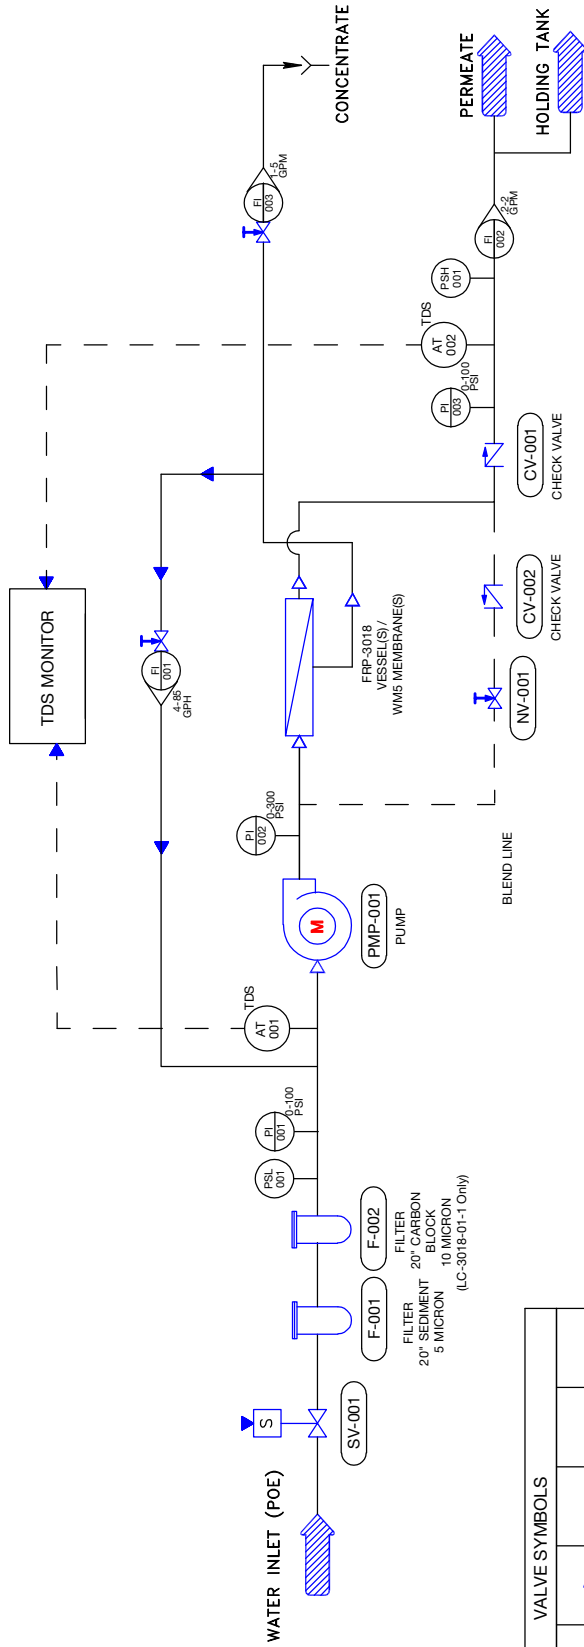 WATER INLET (POE)
S
SV-001
F-001
FILTER
20" SEDIMENT
5 MICRON
F-002
FILTER
20" CARBON
BLOCK
10 MICRON
(LC-3018-01-1 Only)
PSL
001
PI
001
0-100
PSI
AT
001
TDS
M
PMP-001
PUMP
PI
002
0-300
PSI
FRP-3018
VESSEL(S)/
WM5 MEMBRANE(S)
TDS MONITOR
FI
001
4-85
GPH
BLEND LINE
NV-001
CV-002
CHECK VALVE
CV-001
CHECK VALVE
PI
003
0-100
PSI
AT
002
TDS
PSH
001
FI
002
.2-2
GPM
FI
003
1-5
GPM
CONCENTRATE
PERMEATE
HOLDING TANK
VALVE SYMBOLS